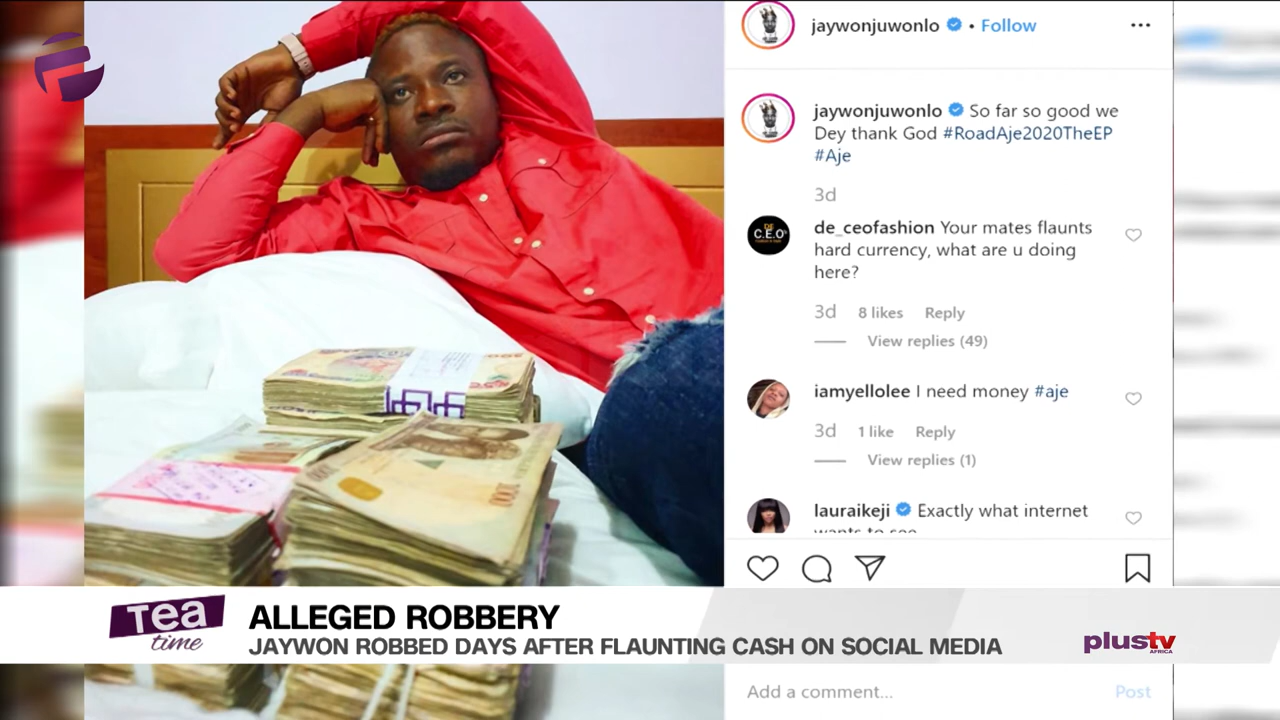 jaywonjuwonlo • Follow
jaywonjuwonlo So far so good we
Dey thank God #RoadAje2020TheEP
#Aje
3d
de_ceofashion Your mates flaunts
hard currency, what are u doing
here?
3d 8 likes Reply
View replies (49)
iamyellolee I need money #aje
3d 1 like Reply
View replies (1)
lauraikeji Exactly what internet
wants to see
C.E.O
Tea
time
ALLEGED ROBBERY
JAYWON ROBBED DAYS AFTER FLAUNTING CASH ON SOCIAL MEDIA
plustv
AFRICA
Add a comment... Post